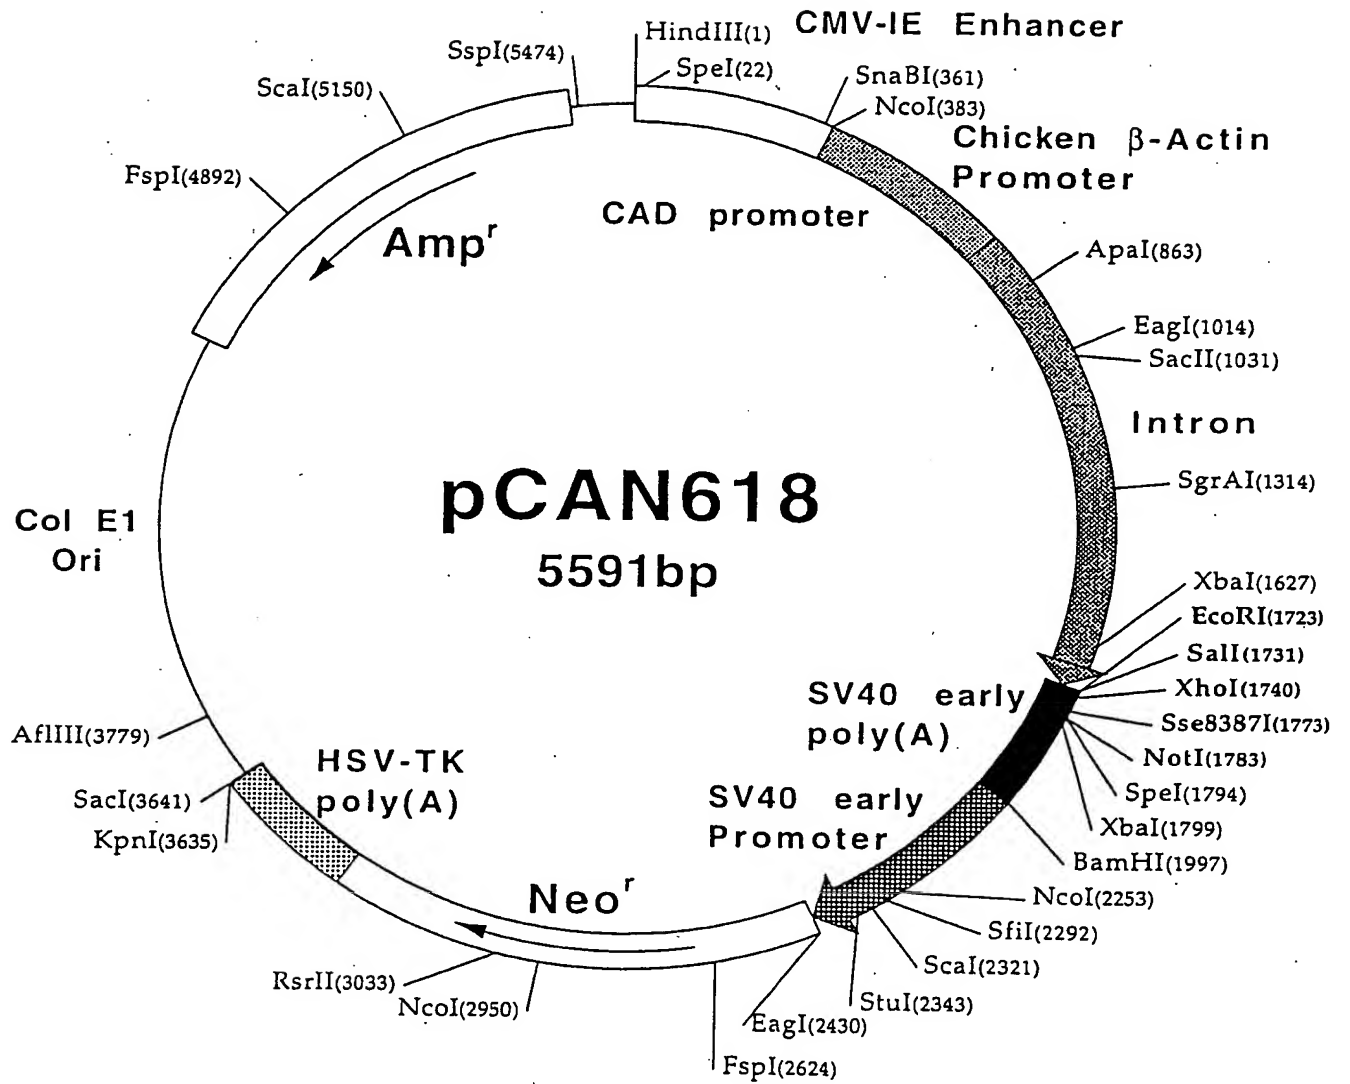 CMV-IE Enhancer
HindIII(1)
SpeI(22)
SspI(5474)
ScaI(5150)
FspI(4892)
SnaBI(361)
NcoI(383)
Chicken β-Actin
Promoter
CAD promoter
Ampʳ
ApaI(863)
EagI(1014)
SacII(1031)
Intron
SgrAI(1314)
pCAN618
5591bp
Col E1
Ori
XbaI(1627)
EcoRI(1723)
SalI(1731)
XhoI(1740)
Sse8387I(1773)
NotI(1783)
SpeI(1794)
XbaI(1799)
BamHI(1997)
SV40 early
poly(A)
SV40 early
Promoter
HSV-TK
poly(A)
AflIII(3779)
SacI(3641)
KpnI(3635)
Neoʳ
NcoI(2253)
SfiI(2292)
ScaI(2321)
StuI(2343)
EagI(2430)
FspI(2624)
RsrII(3033)
NcoI(2950)